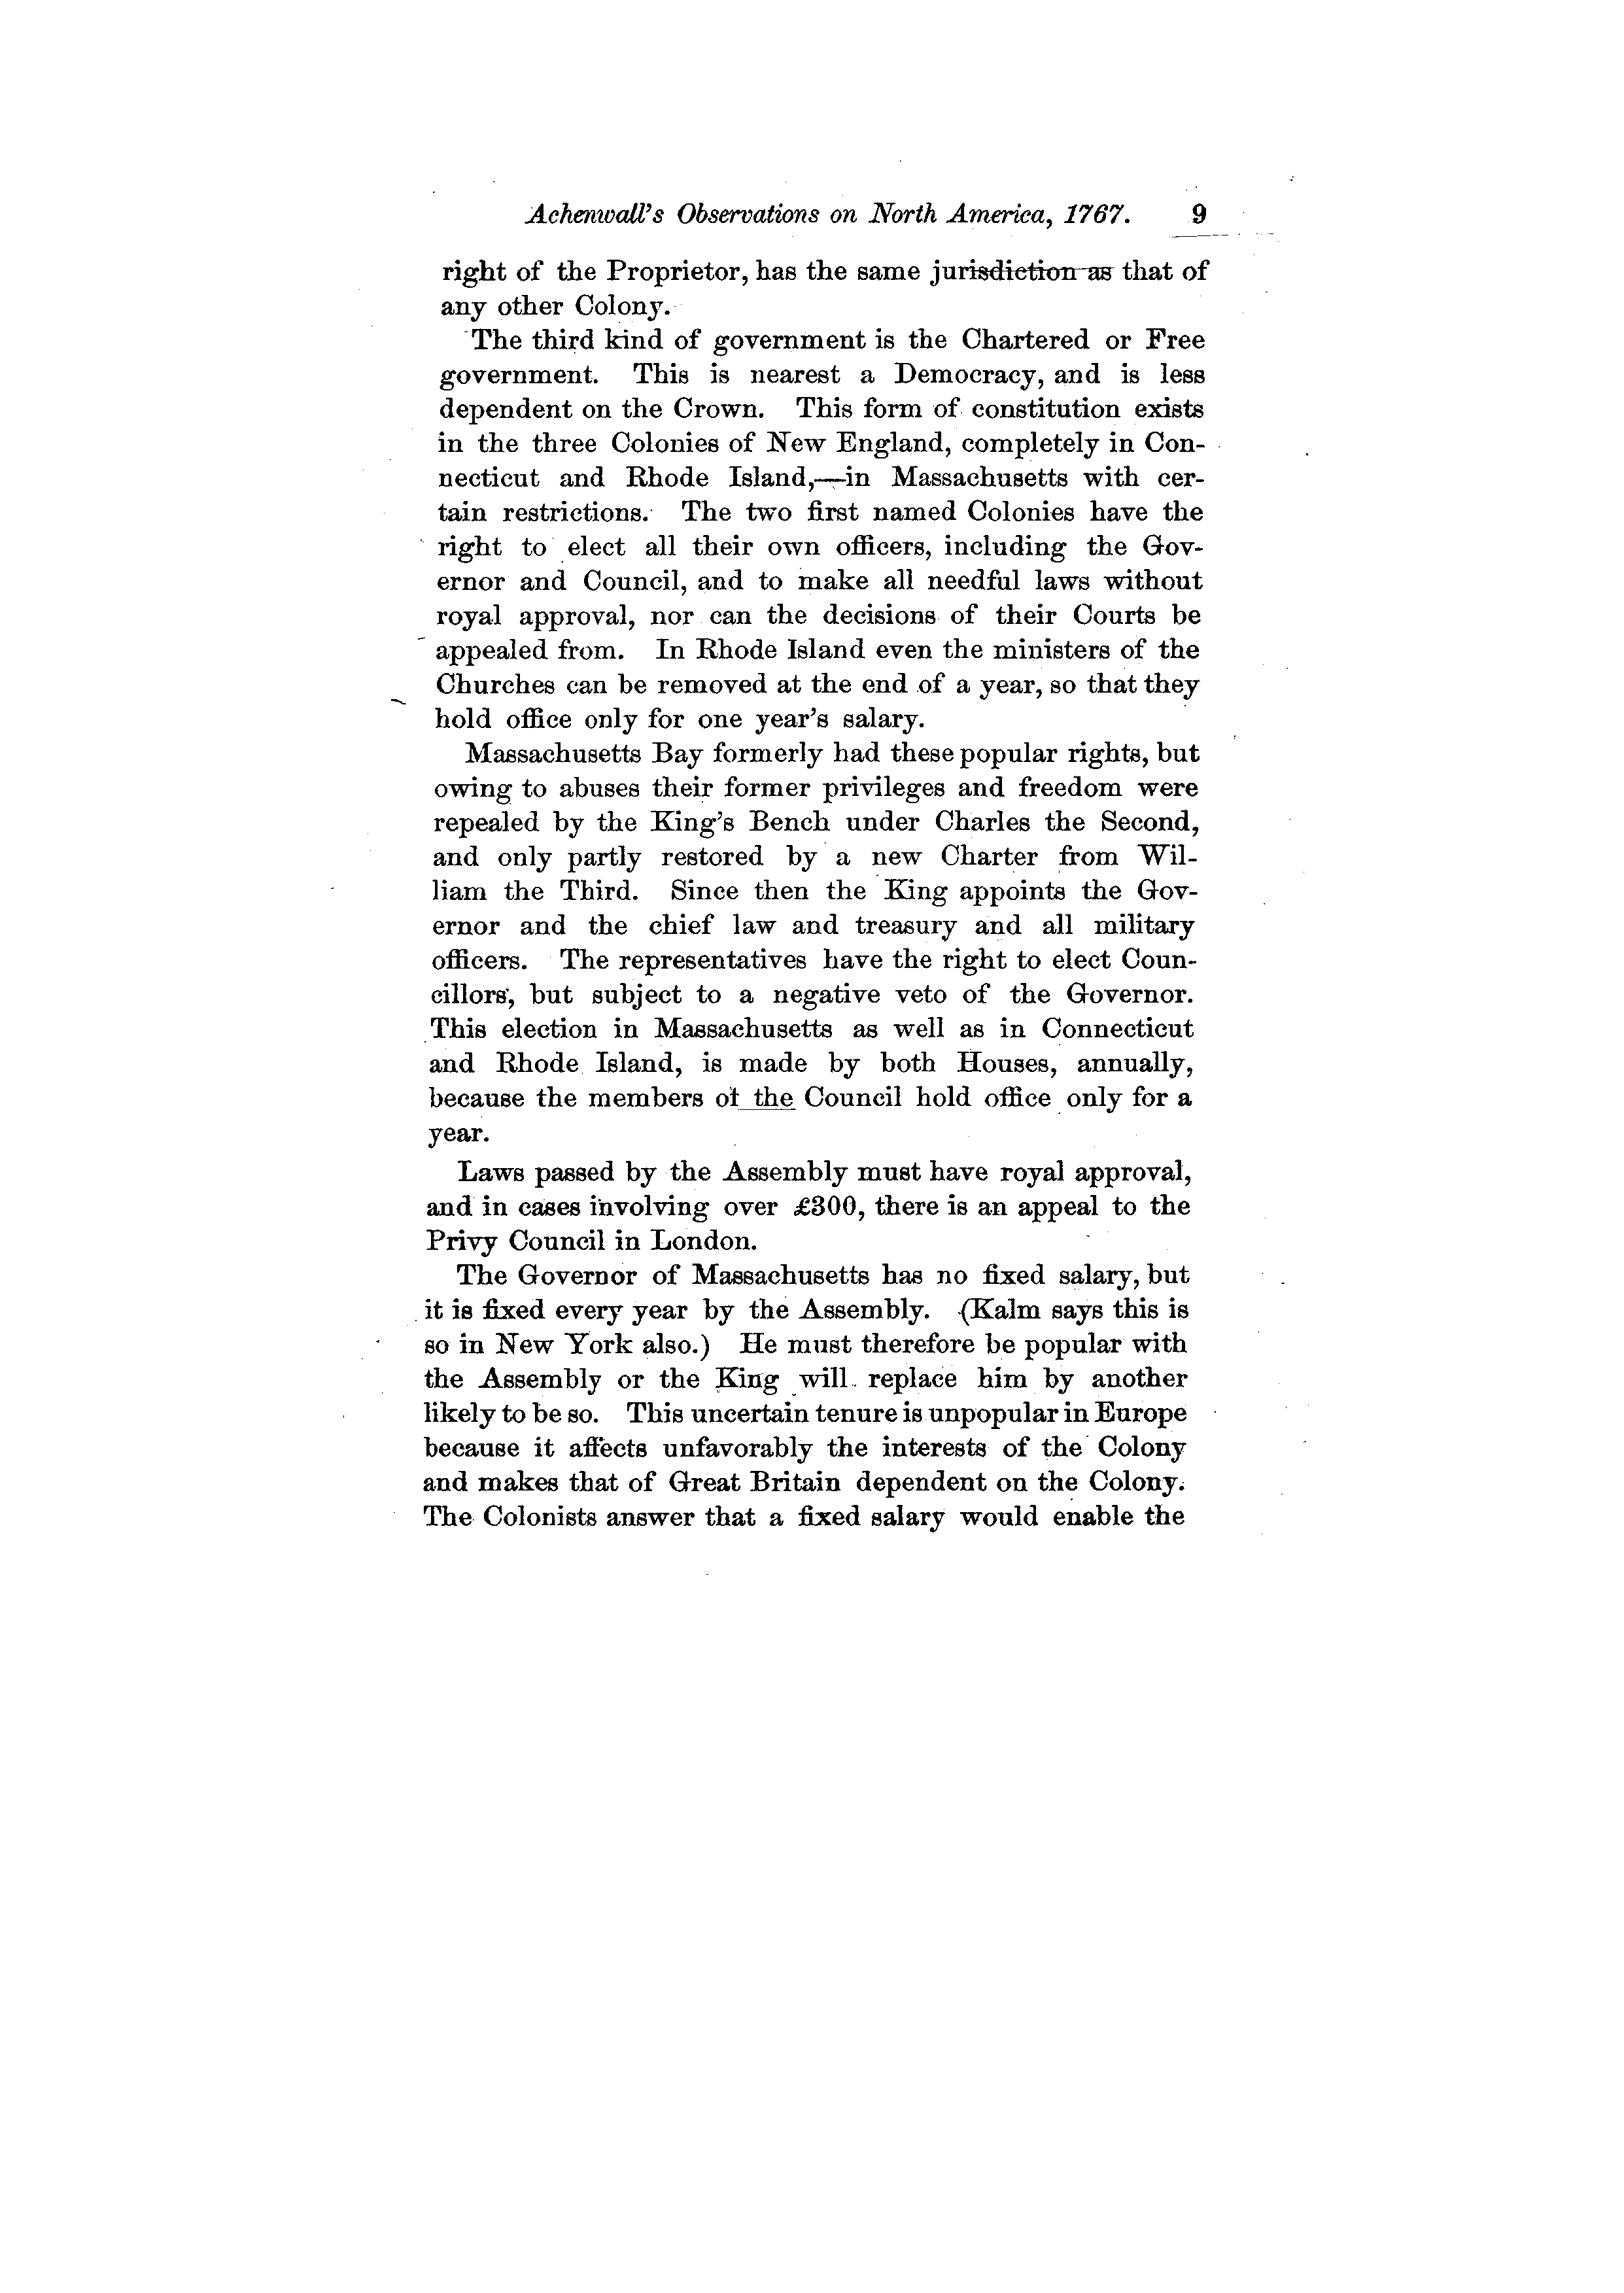 Achenwall's Observations on North America, 1767. 9
right of the Proprietor, has the same jurisdiction as that of
any other Colony.
The third kind of government is the Chartered or Free
government. This is nearest a Democracy, and is less
dependent on the Crown. This form of constitution exists
in the three Colonies of New England, completely in Con-
necticut and Rhode Island,—in Massachusetts with cer-
tain restrictions. The two first named Colonies have the
right to elect all their own officers, including the Gov-
ernor and Council, and to make all needful laws without
royal approval, nor can the decisions of their Courts be
appealed from. In Rhode Island even the ministers of the
Churches can be removed at the end of a year, so that they
hold office only for one year's salary.
Massachusetts Bay formerly had these popular rights, but
owing to abuses their former privileges and freedom were
repealed by the King's Bench under Charles the Second,
and only partly restored by a new Charter from Wil-
liam the Third. Since then the King appoints the Gov-
ernor and the chief law and treasury and all military
officers. The representatives have the right to elect Coun-
cillors, but subject to a negative veto of the Governor.
This election in Massachusetts as well as in Connecticut
and Rhode Island, is made by both Houses, annually,
because the members of the Council hold office only for a
year.
Laws passed by the Assembly must have royal approval,
and in cases involving over £300, there is an appeal to the
Privy Council in London.
The Governor of Massachusetts has no fixed salary, but
it is fixed every year by the Assembly. (Kalm says this is
so in New York also.) He must therefore be popular with
the Assembly or the King will replace him by another
likely to be so. This uncertain tenure is unpopular in Europe
because it affects unfavorably the interests of the Colony
and makes that of Great Britain dependent on the Colony.
The Colonists answer that a fixed salary would enable the